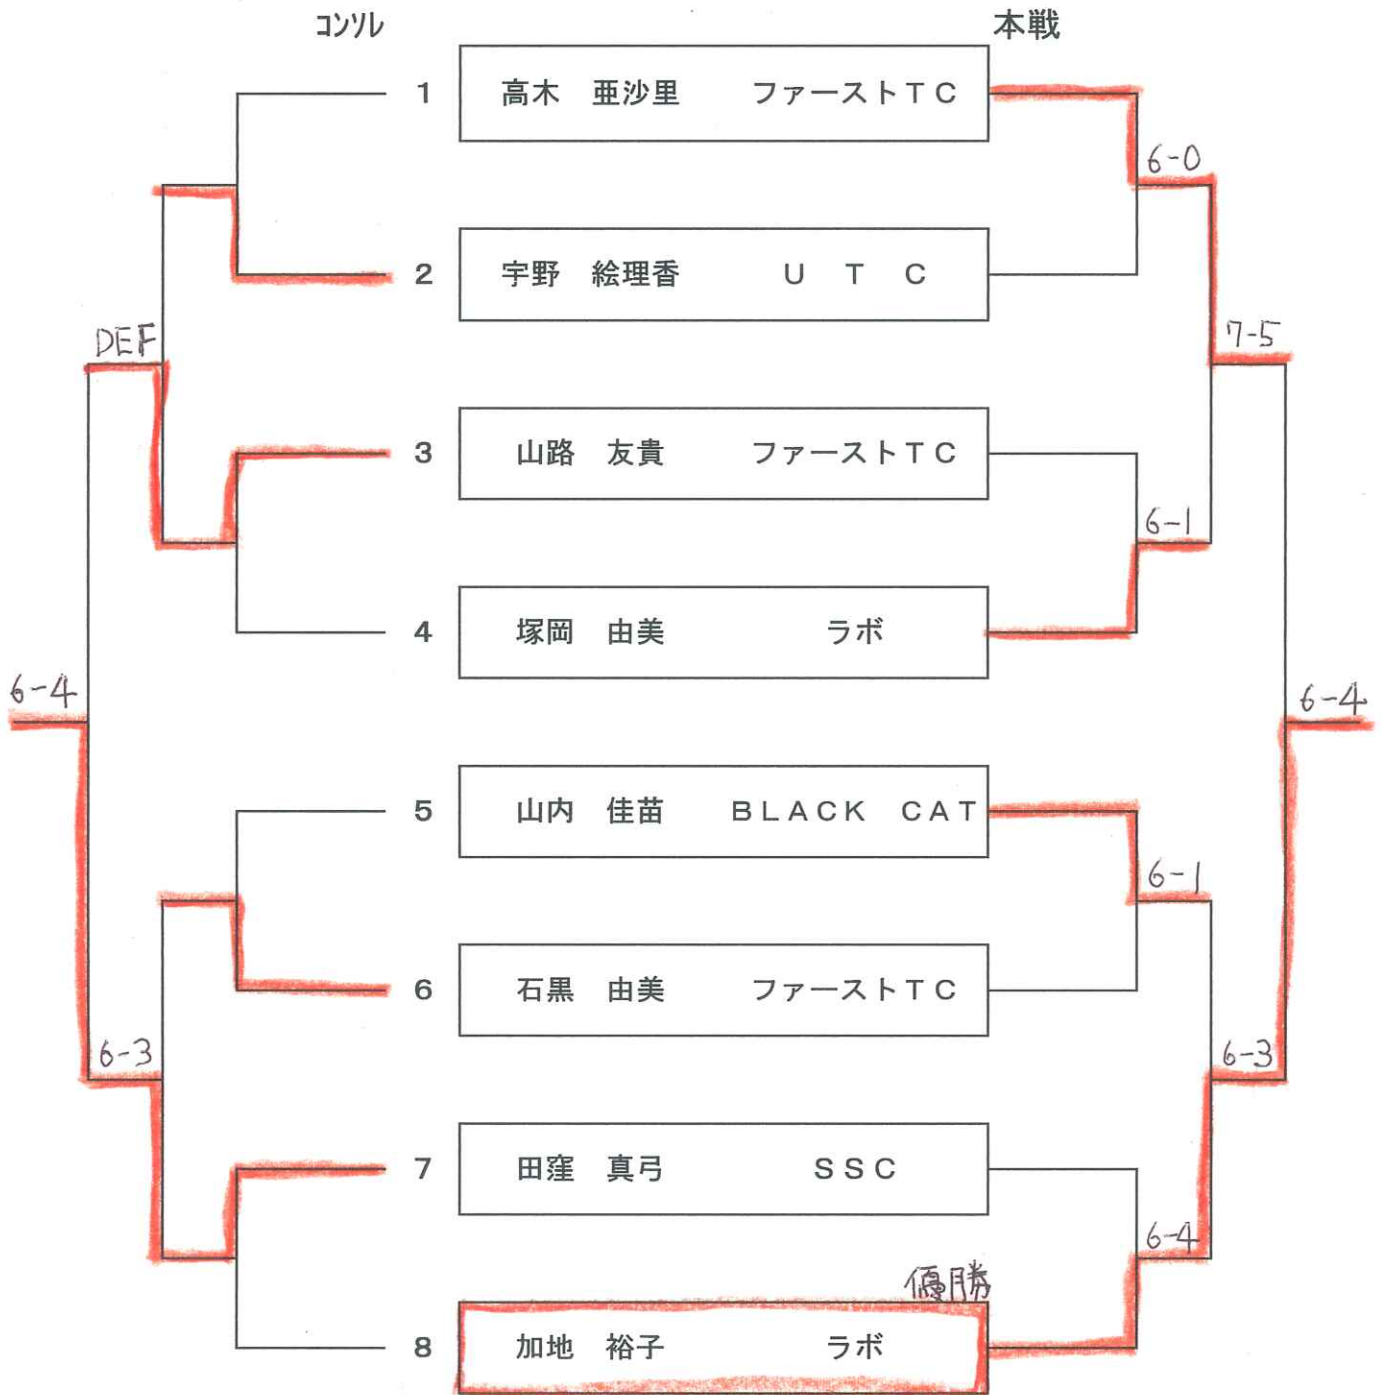 コンソル 本戦
1 高木 亜沙里 ファーストTC
6-0
2 宇野 絵理香 U T C
DEF 7-5
3 山路 友貴 ファーストTC
6-1
4 塚岡 由美 ラボ
6-4 6-4
5 山内 佳苗 BLACK CAT
6-1
6 石黒 由美 ファーストTC
6-3 6-3
7 田窪 真弓 SSC
6-4
優勝
8 加地 裕子 ラボ